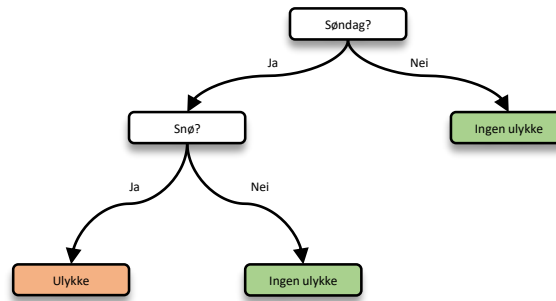 Søndag?
Ja
Nei
Snø?
Ingen ulykke
Ja
Nei
Ulykke
Ingen ulykke